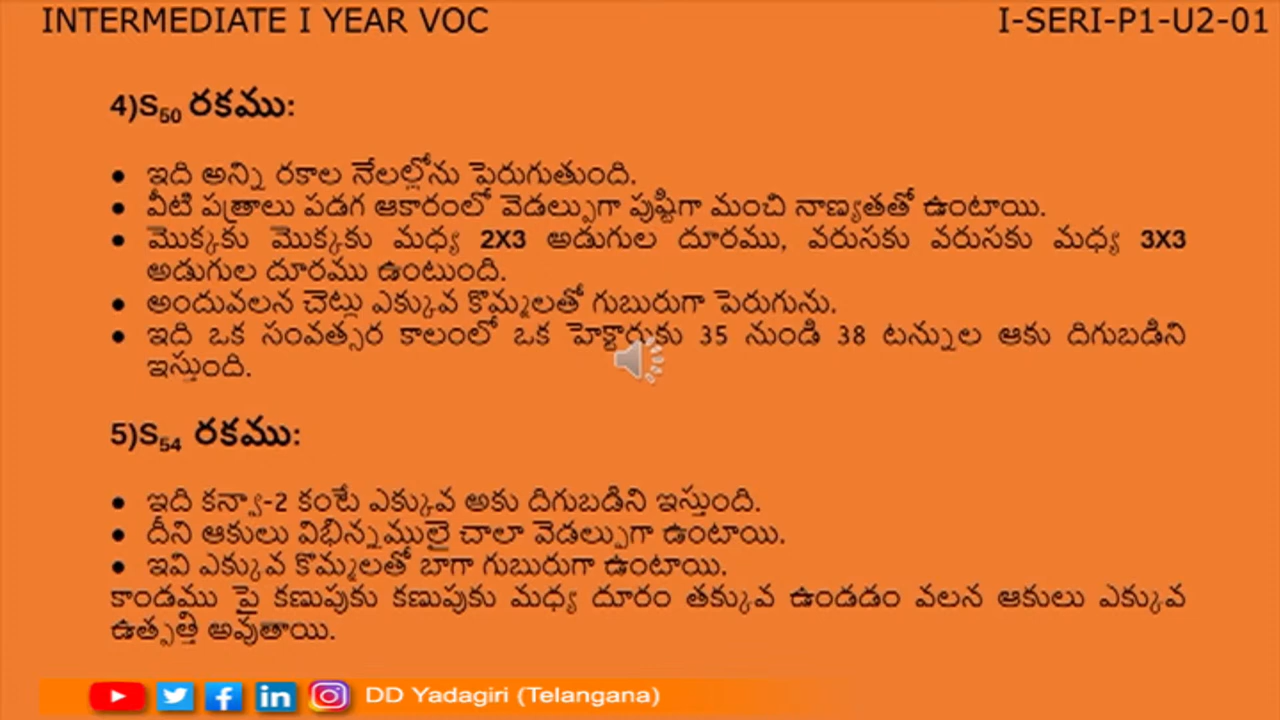 INTERMEDIATE I YEAR VOC
I-SERI-P1-U2-01
4)S50 రకము:
• ఇది అన్ని రకాల నేలల్లోను పెరుగుతుంది.
• వీటి పత్రాలు పడగ ఆకారంలో వెడల్పుగా పుష్టిగా మంచి నాణ్యతతో ఉంటాయి.
• మొక్కకు మొక్కకు మధ్య 2X3 అడుగుల దూరము, వరుసకు వరుసకు మధ్య 3X3
అడుగుల దూరము ఉంటుంది.
• అందువలన చెట్లు ఎక్కువ కొమ్మలతో గుబురుగా పెరుగును.
• ఇది ఒక సంవత్సర కాలంలో ఒక హెక్టారుకు 35 నుండి 38 టన్నుల ఆకు దిగుబడిని
ఇస్తుంది.
5)S54 రకము:
• ఇది కన్వా-2 కంటే ఎక్కువ అకు దిగుబడిని ఇస్తుంది.
• దీని ఆకులు విభిన్నములై చాలా వెడల్పుగా ఉంటాయి.
• ఇవి ఎక్కువ కొమ్మలతో బాగా గుబురుగా ఉంటాయి.
కాండము పై కణుపుకు కణుపుకు మధ్య దూరం తక్కువ ఉండడం వలన ఆకులు ఎక్కువ
ఉత్పత్తి అవుతాయి.
DD Yadagiri (Telangana)